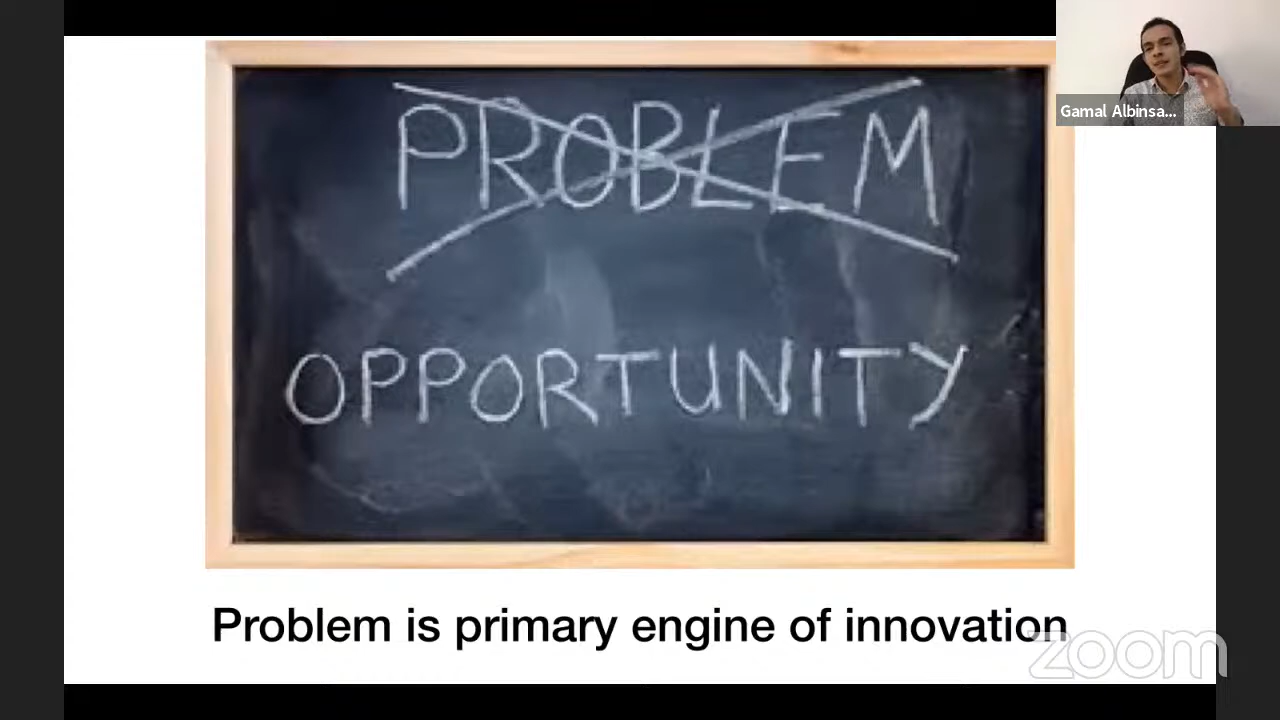 Gamal Albinsa...
PROBLEM
OPPORTUNITY
Problem is primary engine of innovation
zoom